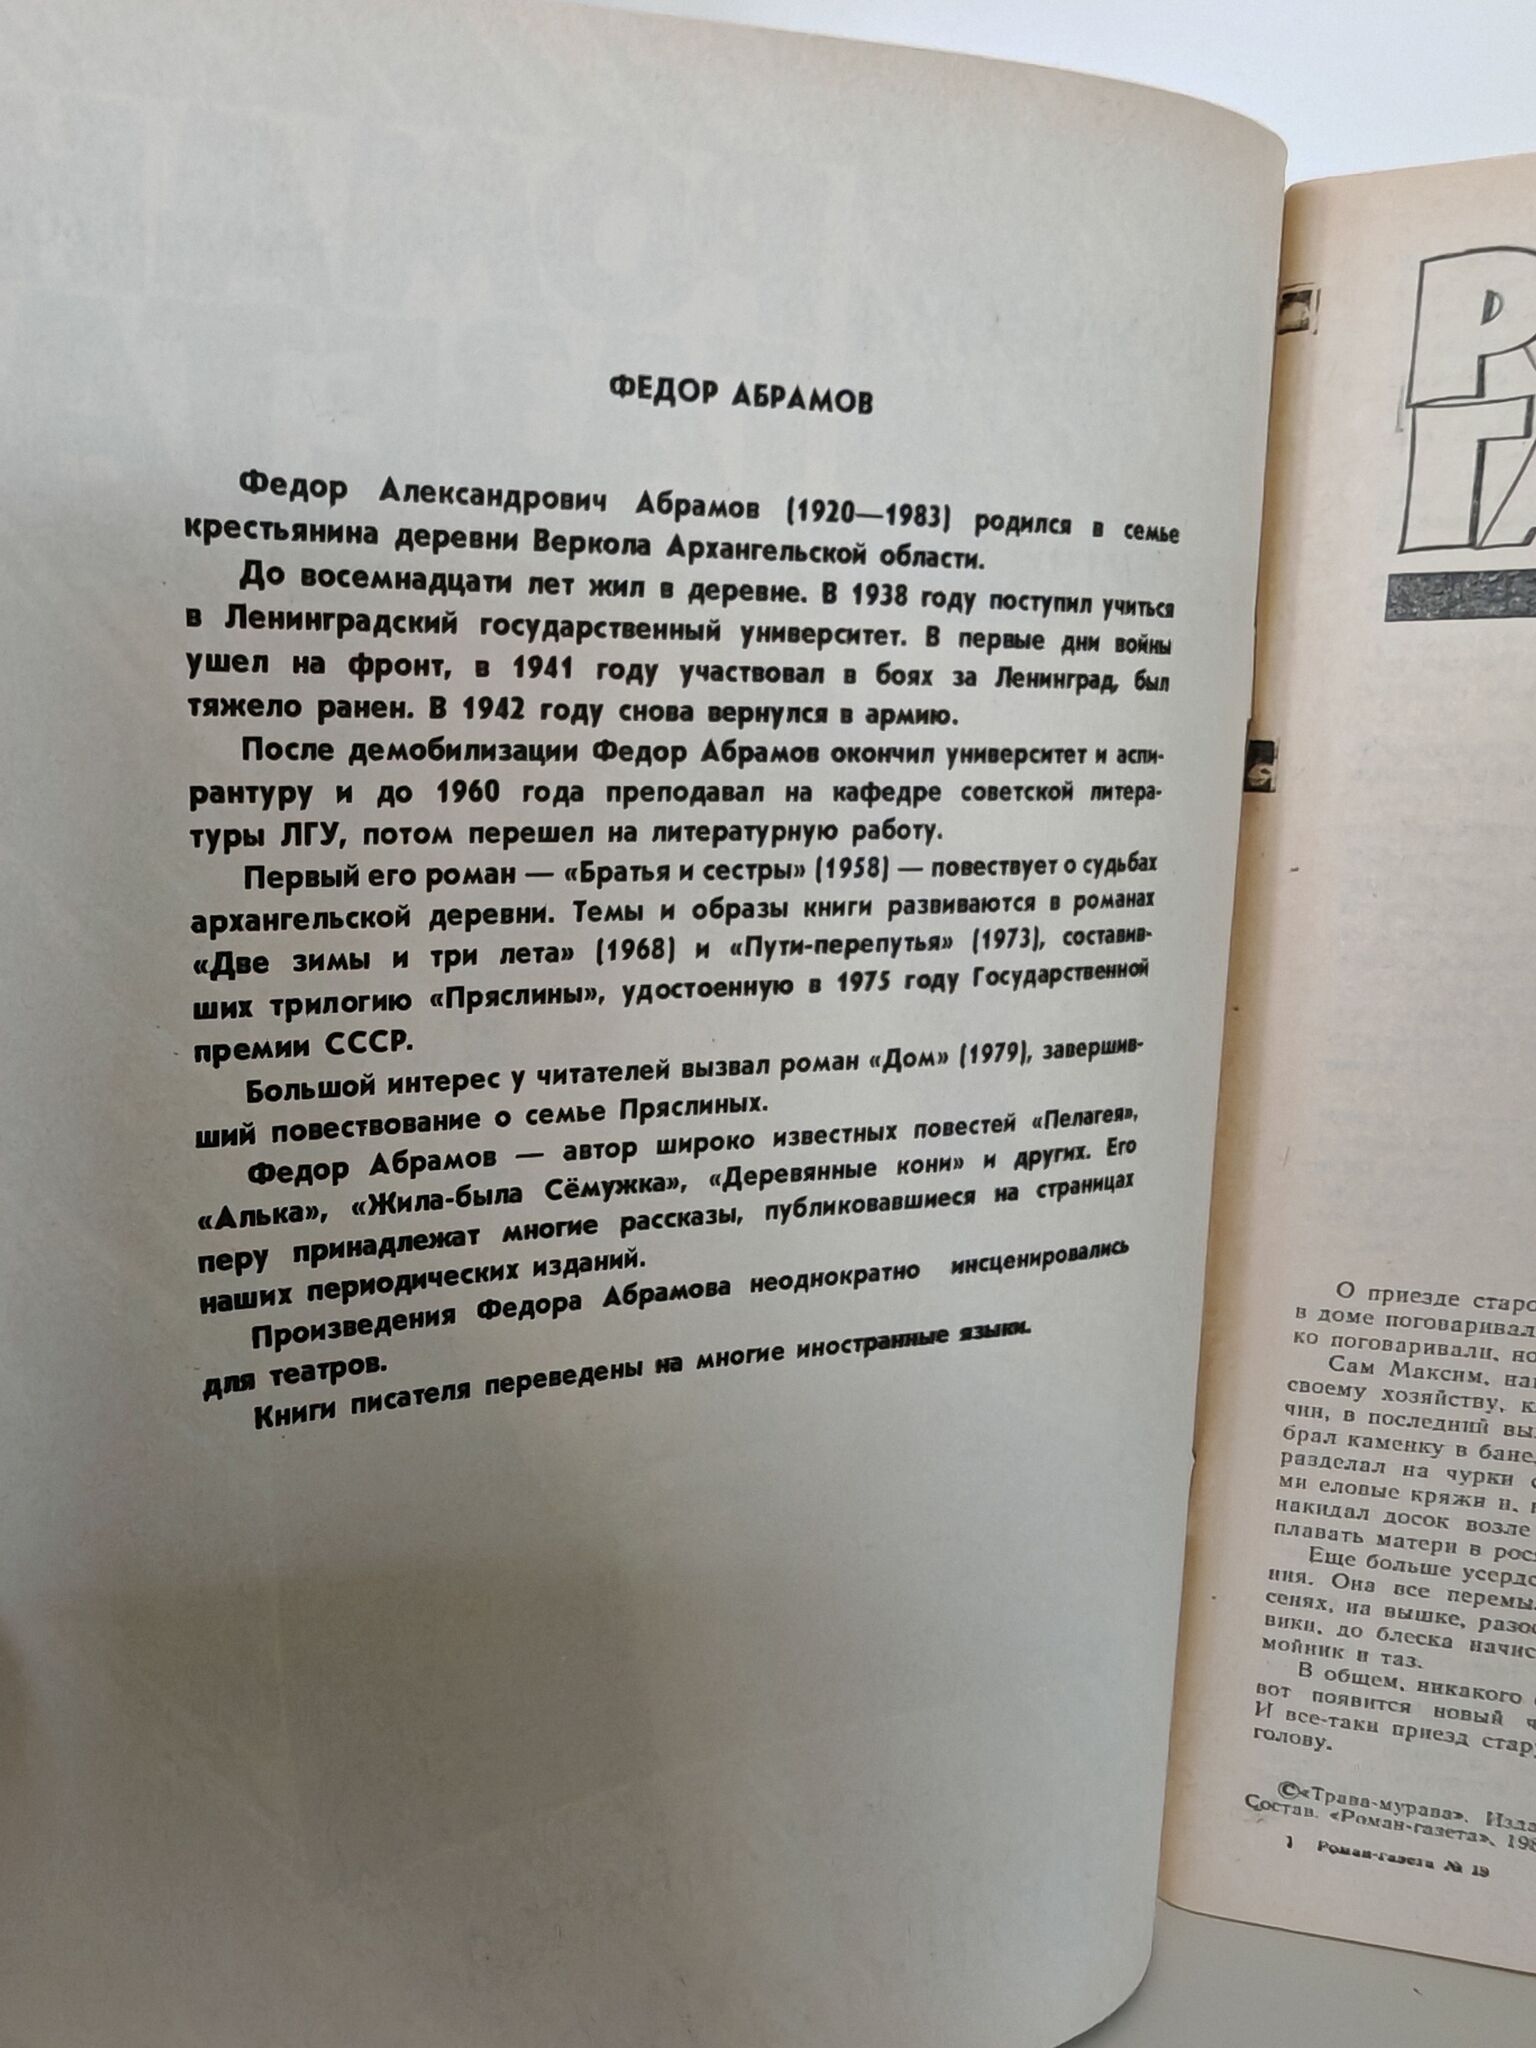 ФЕДОР АБРАМОВ
Федор Александрович Абрамов (1920—1983) родился в семье
крестьянина деревни Веркола Архангельской области.
До восемнадцати лет жил в деревне. В 1938 году поступил учиться
в Ленинградский государственный университет. В первые дни войны
ушел на фронт, в 1941 году участвовал в боях за Ленинград, был
тяжело ранен. В 1942 году снова вернулся в армию.
После демобилизации Федор Абрамов окончил университет и аспи-
рантуру и до 1960 года преподавал на кафедре советской литера-
туры ЛГУ, потом перешел на литературную работу.
Первый его роман — «Братья и сестры» (1958) — повествует о судьбах
архангельской деревни. Темы и образы книги развиваются в романах
«Две зимы и три лета» (1968) и «Пути-перепутья» (1973), составив-
ших трилогию «Пряслины», удостоенную в 1975 году Государственной
премии СССР.
Большой интерес у читателей вызвал роман «Дом» (1979), завершив-
ший повествование о семье Пряслиных.
Федор Абрамов — автор широко известных повестей «Пелагея»,
«Алька», «Жила-была Сёмужка», «Деревянные кони» и других. Его
перу принадлежат многие рассказы, публиковавшиеся на страницах
наших периодических изданий.
Произведения Федора Абрамова неоднократно инсценировались
для театров.
Книги писателя переведены на многие иностранные языки.
О приезде
в доме
ко поговаривали,
Сам Максим,
своему хозяйству,
чин, в последний
брал каменку в бане,
разделал на чурки
ми еловые кряжи и,
накидал досок возле
плавать матери в
Еще больше
ния. Она все
сенях, на вышке,
вики, до блеска
мойник и таз.
В общем, никакого
вот появится новый
И все-таки приезд
голову.
©«Трава-мурава».
Состав. «Роман-газета»,
1 Роман-газета № 19